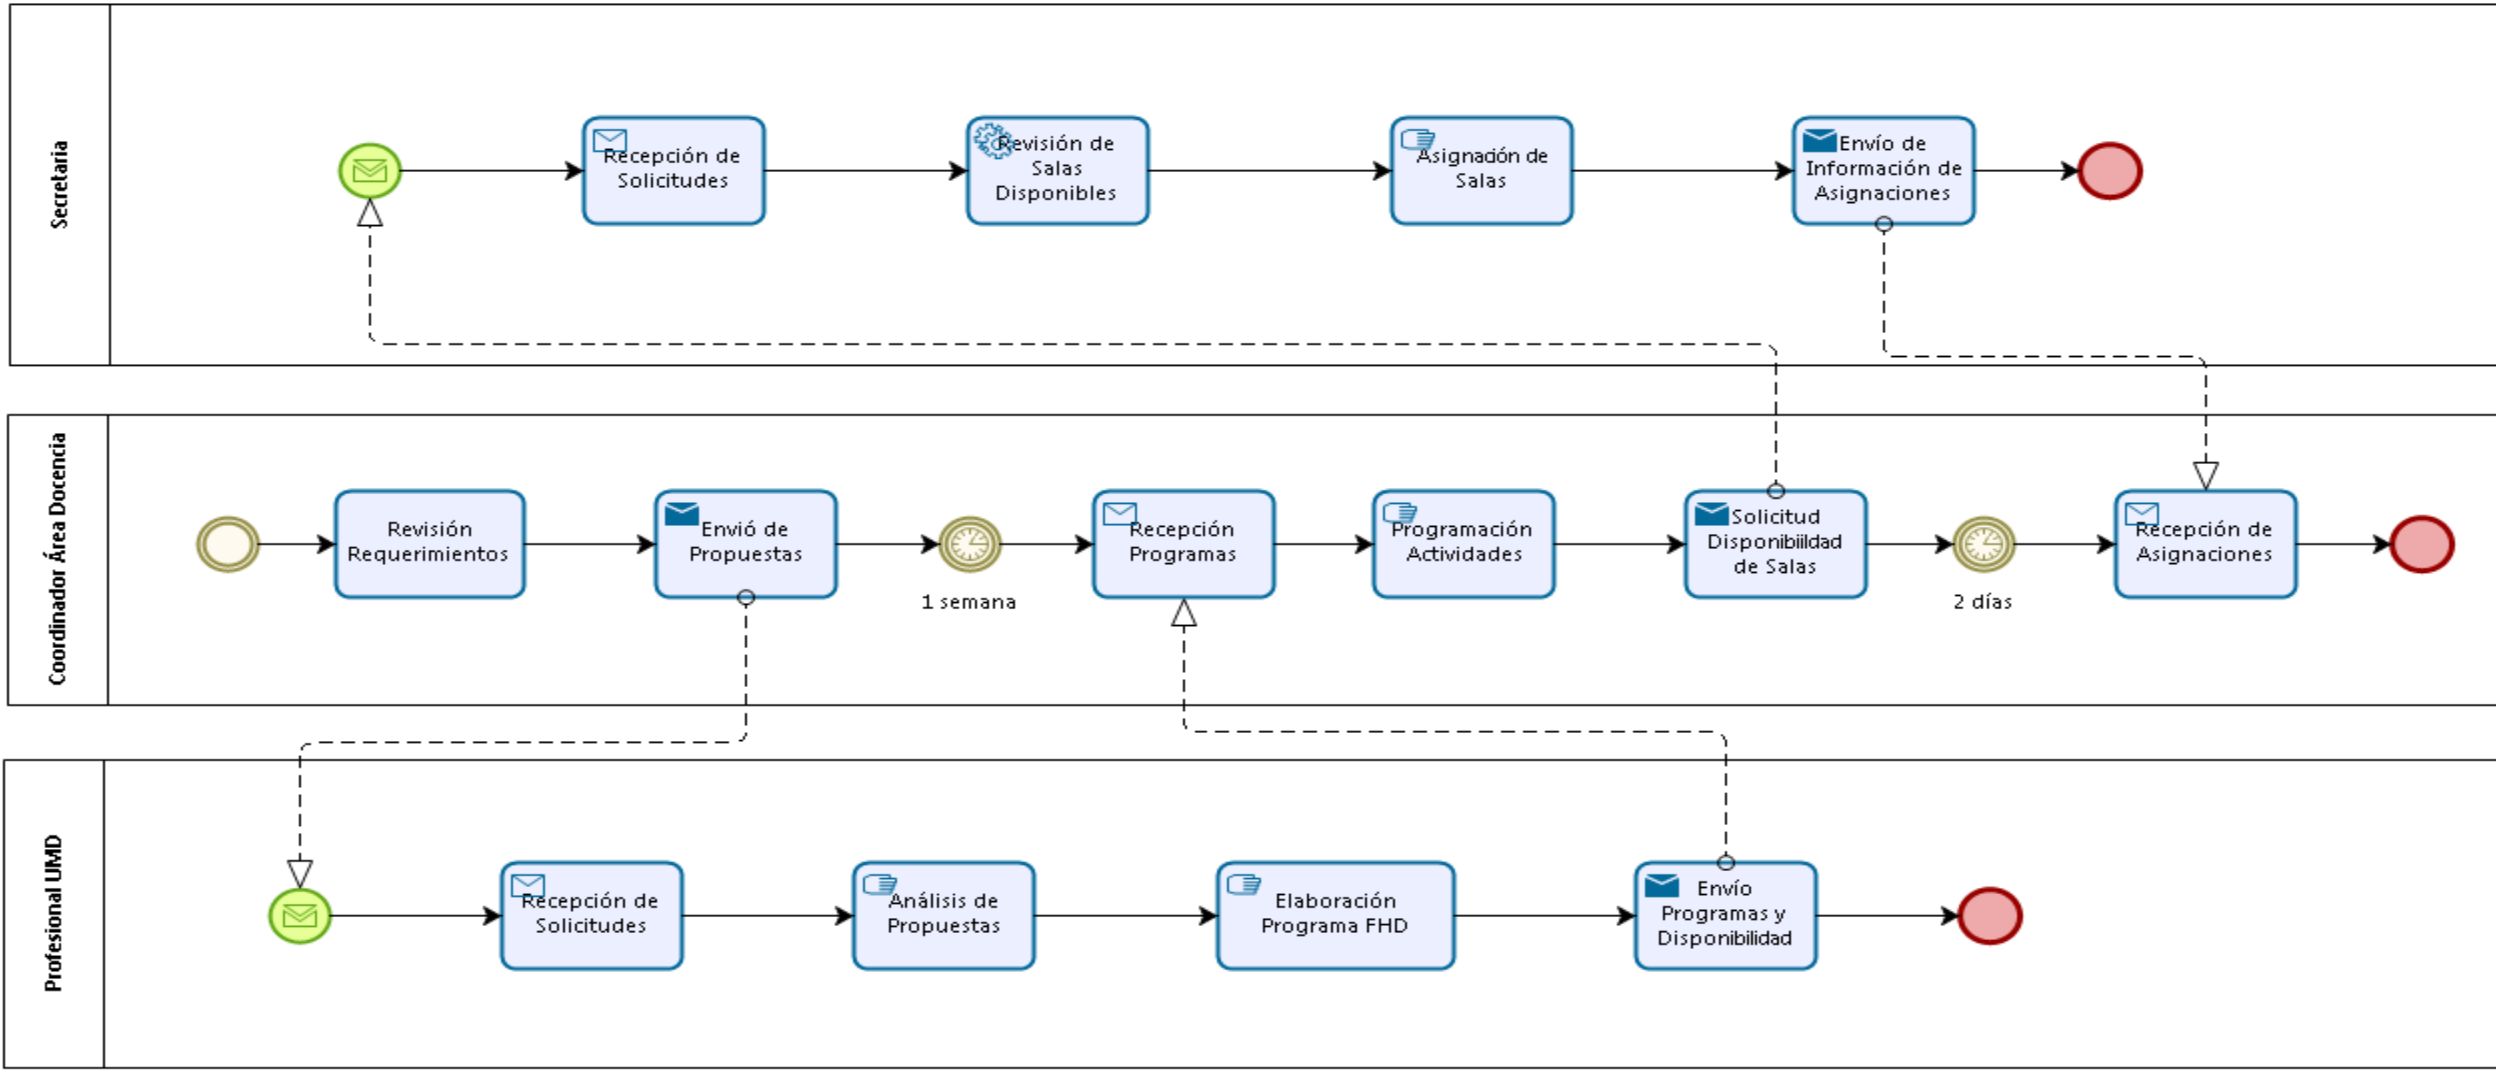 Secretaria
Recepción de
Solicitudes
Revisión de
Salas
Disponibles
Asignación de
Salas
Envío de
Información de
Asignaciones
Coordinador Área Docencia
Revisión
Requerimientos
Envió de
Propuestas
1 semana
Recepción
Programas
Programación
Actividades
Solicitud
Disponibiildad
de Salas
2 días
Recepción de
Asignaciones
Profesional UMD
Recepción de
Solicitudes
Análisis de
Propuestas
Elaboración
Programa FHD
Envío
Programas y
Disponibilidad